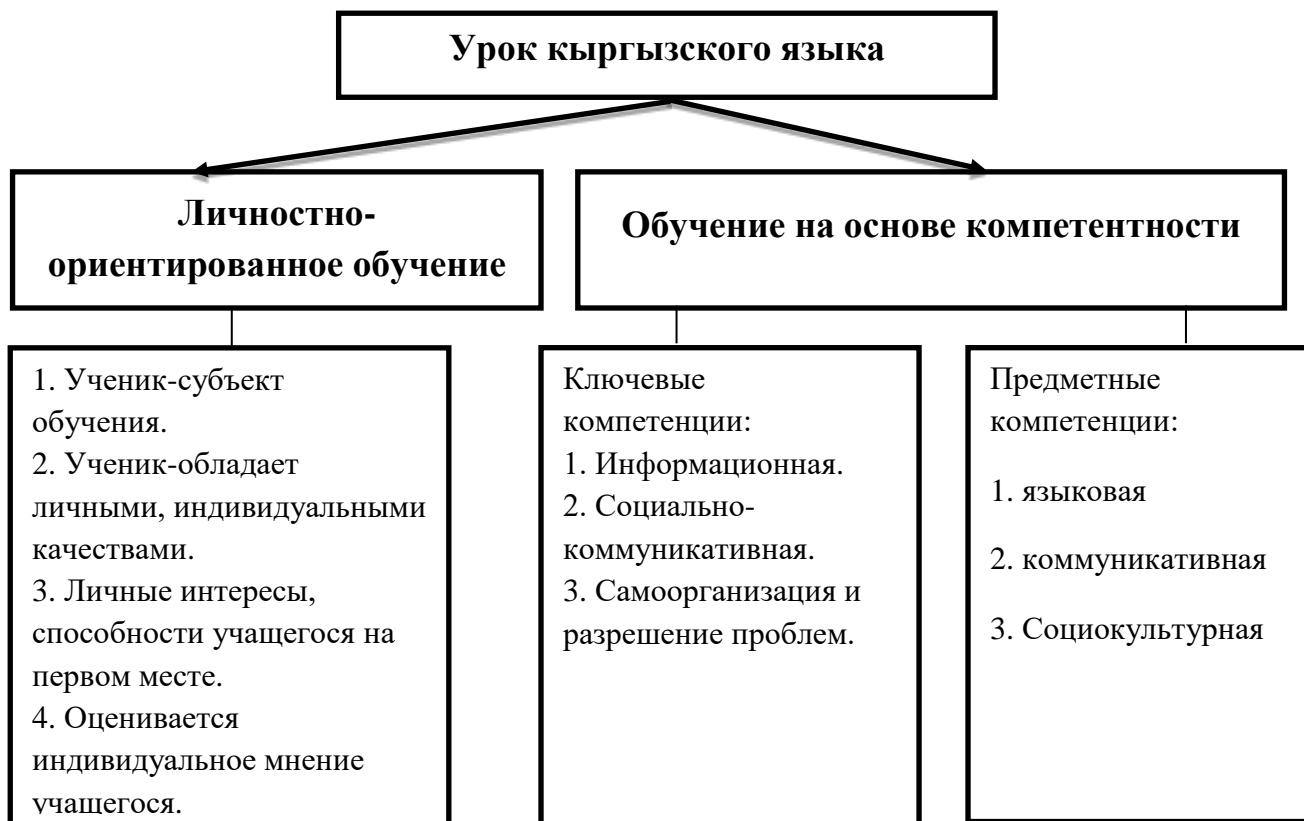 Урок кыргызского языка
Личностно-
ориентированное обучение
Обучение на основе компетентности
1. Ученик-субъект
обучения.
2. Ученик-обладает
личными, индивидуальными
качествами.
3. Личные интересы,
способности учащегося на
первом месте.
4. Оценивается
индивидуальное мнение
учащегося.
Ключевые
компетенции:
1. Информационная.
2. Социально-
коммуникативная.
3. Самоорганизация и
разрешение проблем.
Предметные
компетенции:
1. языковая
2. коммуникативная
3. Социокультурная